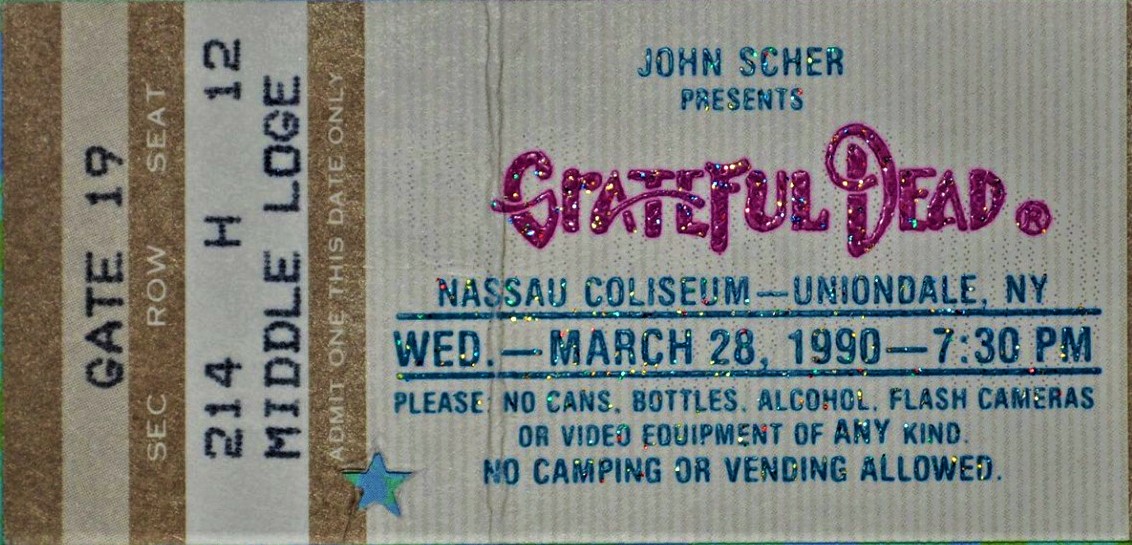 GATE 19
SEC ROW SEAT
214 H 12
MIDDLE LOGE
ADMIT ONE THIS DATE ONLY
JOHN SCHER
PRESENTS
GRATEFUL DEAD ®
NASSAU COLISEUM — UNIONDALE, NY
WED. — MARCH 28, 1990 — 7:30 PM
PLEASE: NO CANS, BOTTLES, ALCOHOL, FLASH CAMERAS
OR VIDEO EQUIPMENT OF ANY KIND.
NO CAMPING OR VENDING ALLOWED.